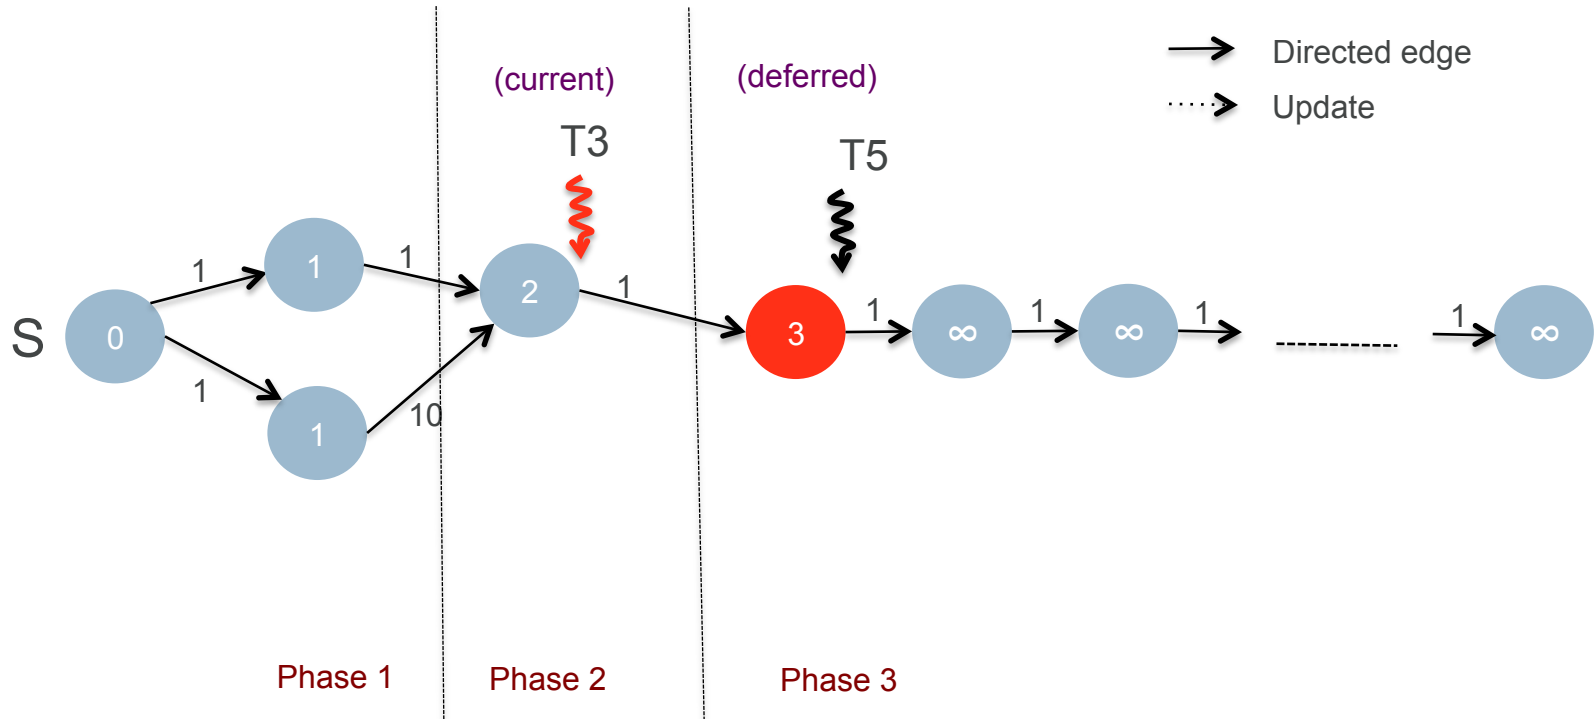 Directed edge
Update
(current)
(deferred)
T3
T5
S
0
1
1
1
1
1
10
2
1
3
1
∞
1
∞
1
1
∞
Phase 1
Phase 2
Phase 3